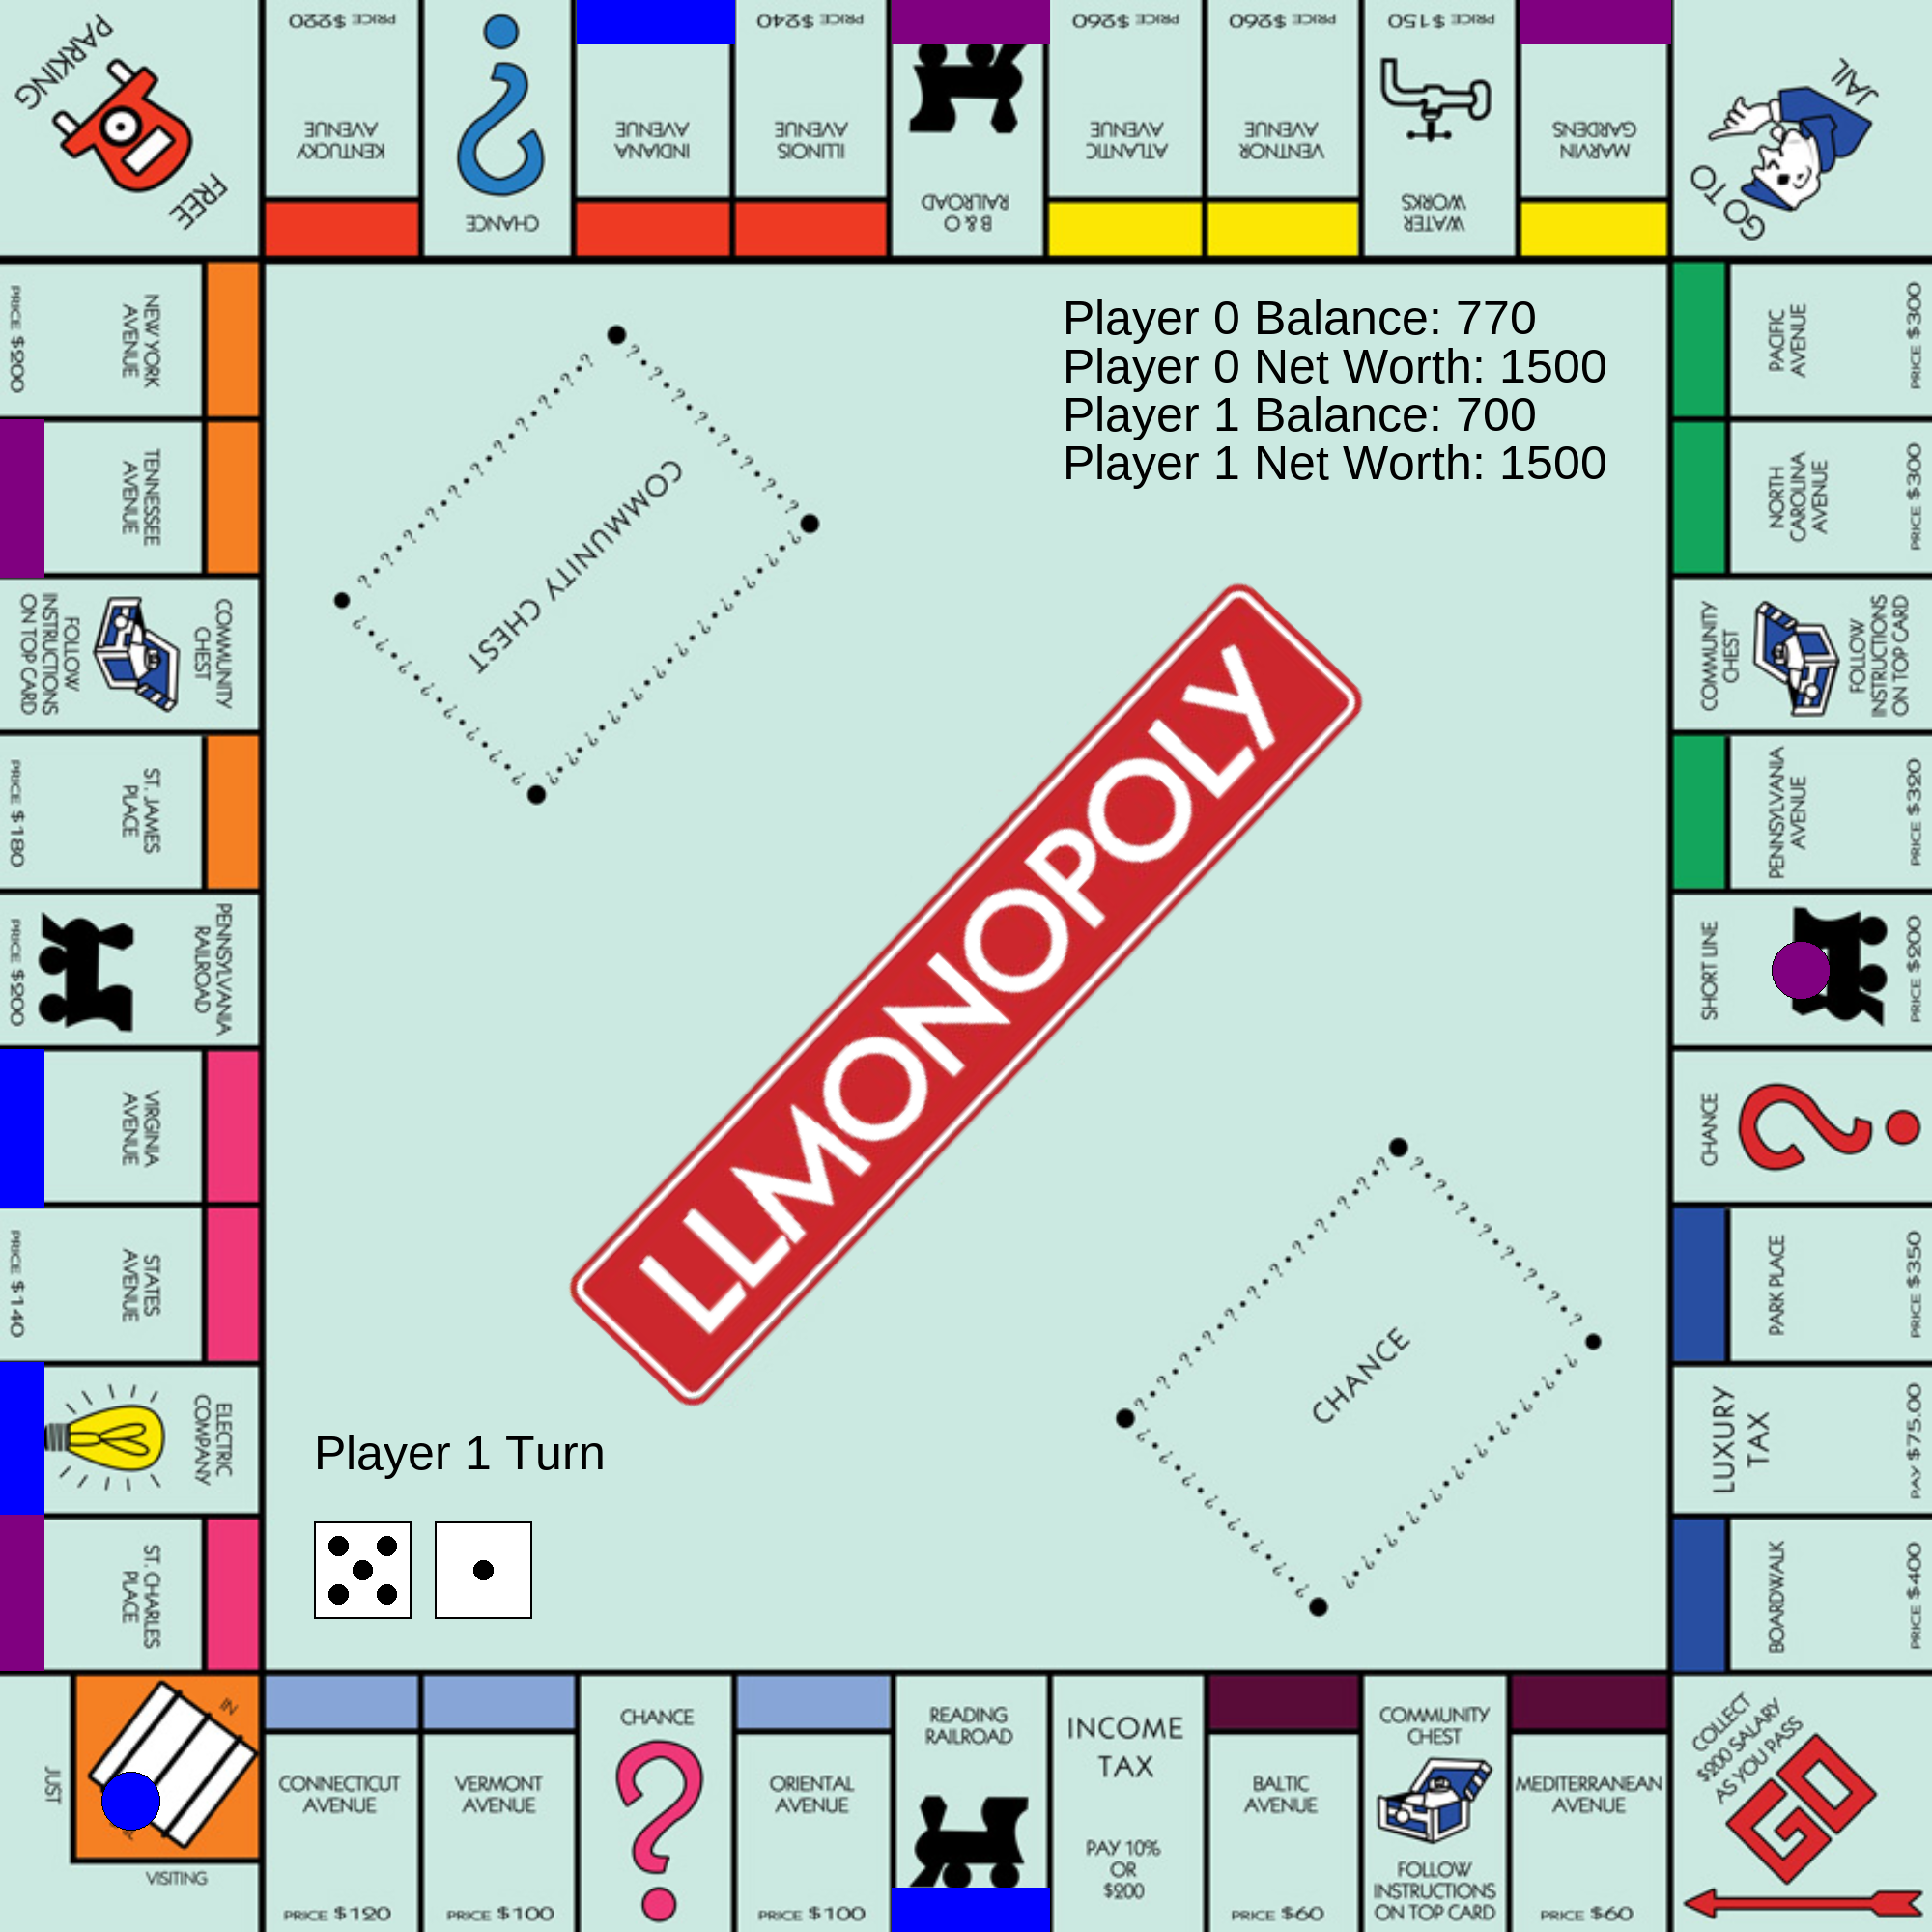 FREE
PARKING
PRICE $220
KENTUCKY
AVENUE
CHANCE
INDIANA
AVENUE
PRICE $240
ILLINOIS
AVENUE
B & O
RAILROAD
PRICE $260
ATLANTIC
AVENUE
PRICE $260
VENTNOR
AVENUE
PRICE $150
WATER
WORKS
MARVIN
GARDENS
GO TO
JAIL
NEW YORK
AVENUE
PRICE $200
TENNESSEE
AVENUE
COMMUNITY
CHEST
FOLLOW
INSTRUCTIONS
ON TOP CARD
ST. JAMES
PLACE
PRICE $180
PENNSYLVANIA
RAILROAD
PRICE $200
VIRGINIA
AVENUE
STATES
AVENUE
PRICE $140
ELECTRIC
COMPANY
ST. CHARLES
PLACE
Player 0 Balance: 770
Player 0 Net Worth: 1500
Player 1 Balance: 700
Player 1 Net Worth: 1500
COMMUNITY CHEST
LLMONOPOLY
CHANCE
Player 1 Turn
PACIFIC
AVENUE
PRICE $300
NORTH
CAROLINA
AVENUE
PRICE $300
COMMUNITY
CHEST
FOLLOW
INSTRUCTIONS
ON TOP CARD
PENNSYLVANIA
AVENUE
PRICE $320
SHORT LINE
PRICE $200
CHANCE
PARK PLACE
PRICE $350
LUXURY
TAX
PAY $75.00
BOARDWALK
PRICE $400
IN
JUST
VISITING
CONNECTICUT
AVENUE
PRICE $120
VERMONT
AVENUE
PRICE $100
CHANCE
ORIENTAL
AVENUE
PRICE $100
READING
RAILROAD
INCOME
TAX
PAY 10%
OR
$200
BALTIC
AVENUE
PRICE $60
COMMUNITY
CHEST
FOLLOW
INSTRUCTIONS
ON TOP CARD
MEDITERRANEAN
AVENUE
PRICE $60
COLLECT
$200 SALARY
AS YOU PASS
GO